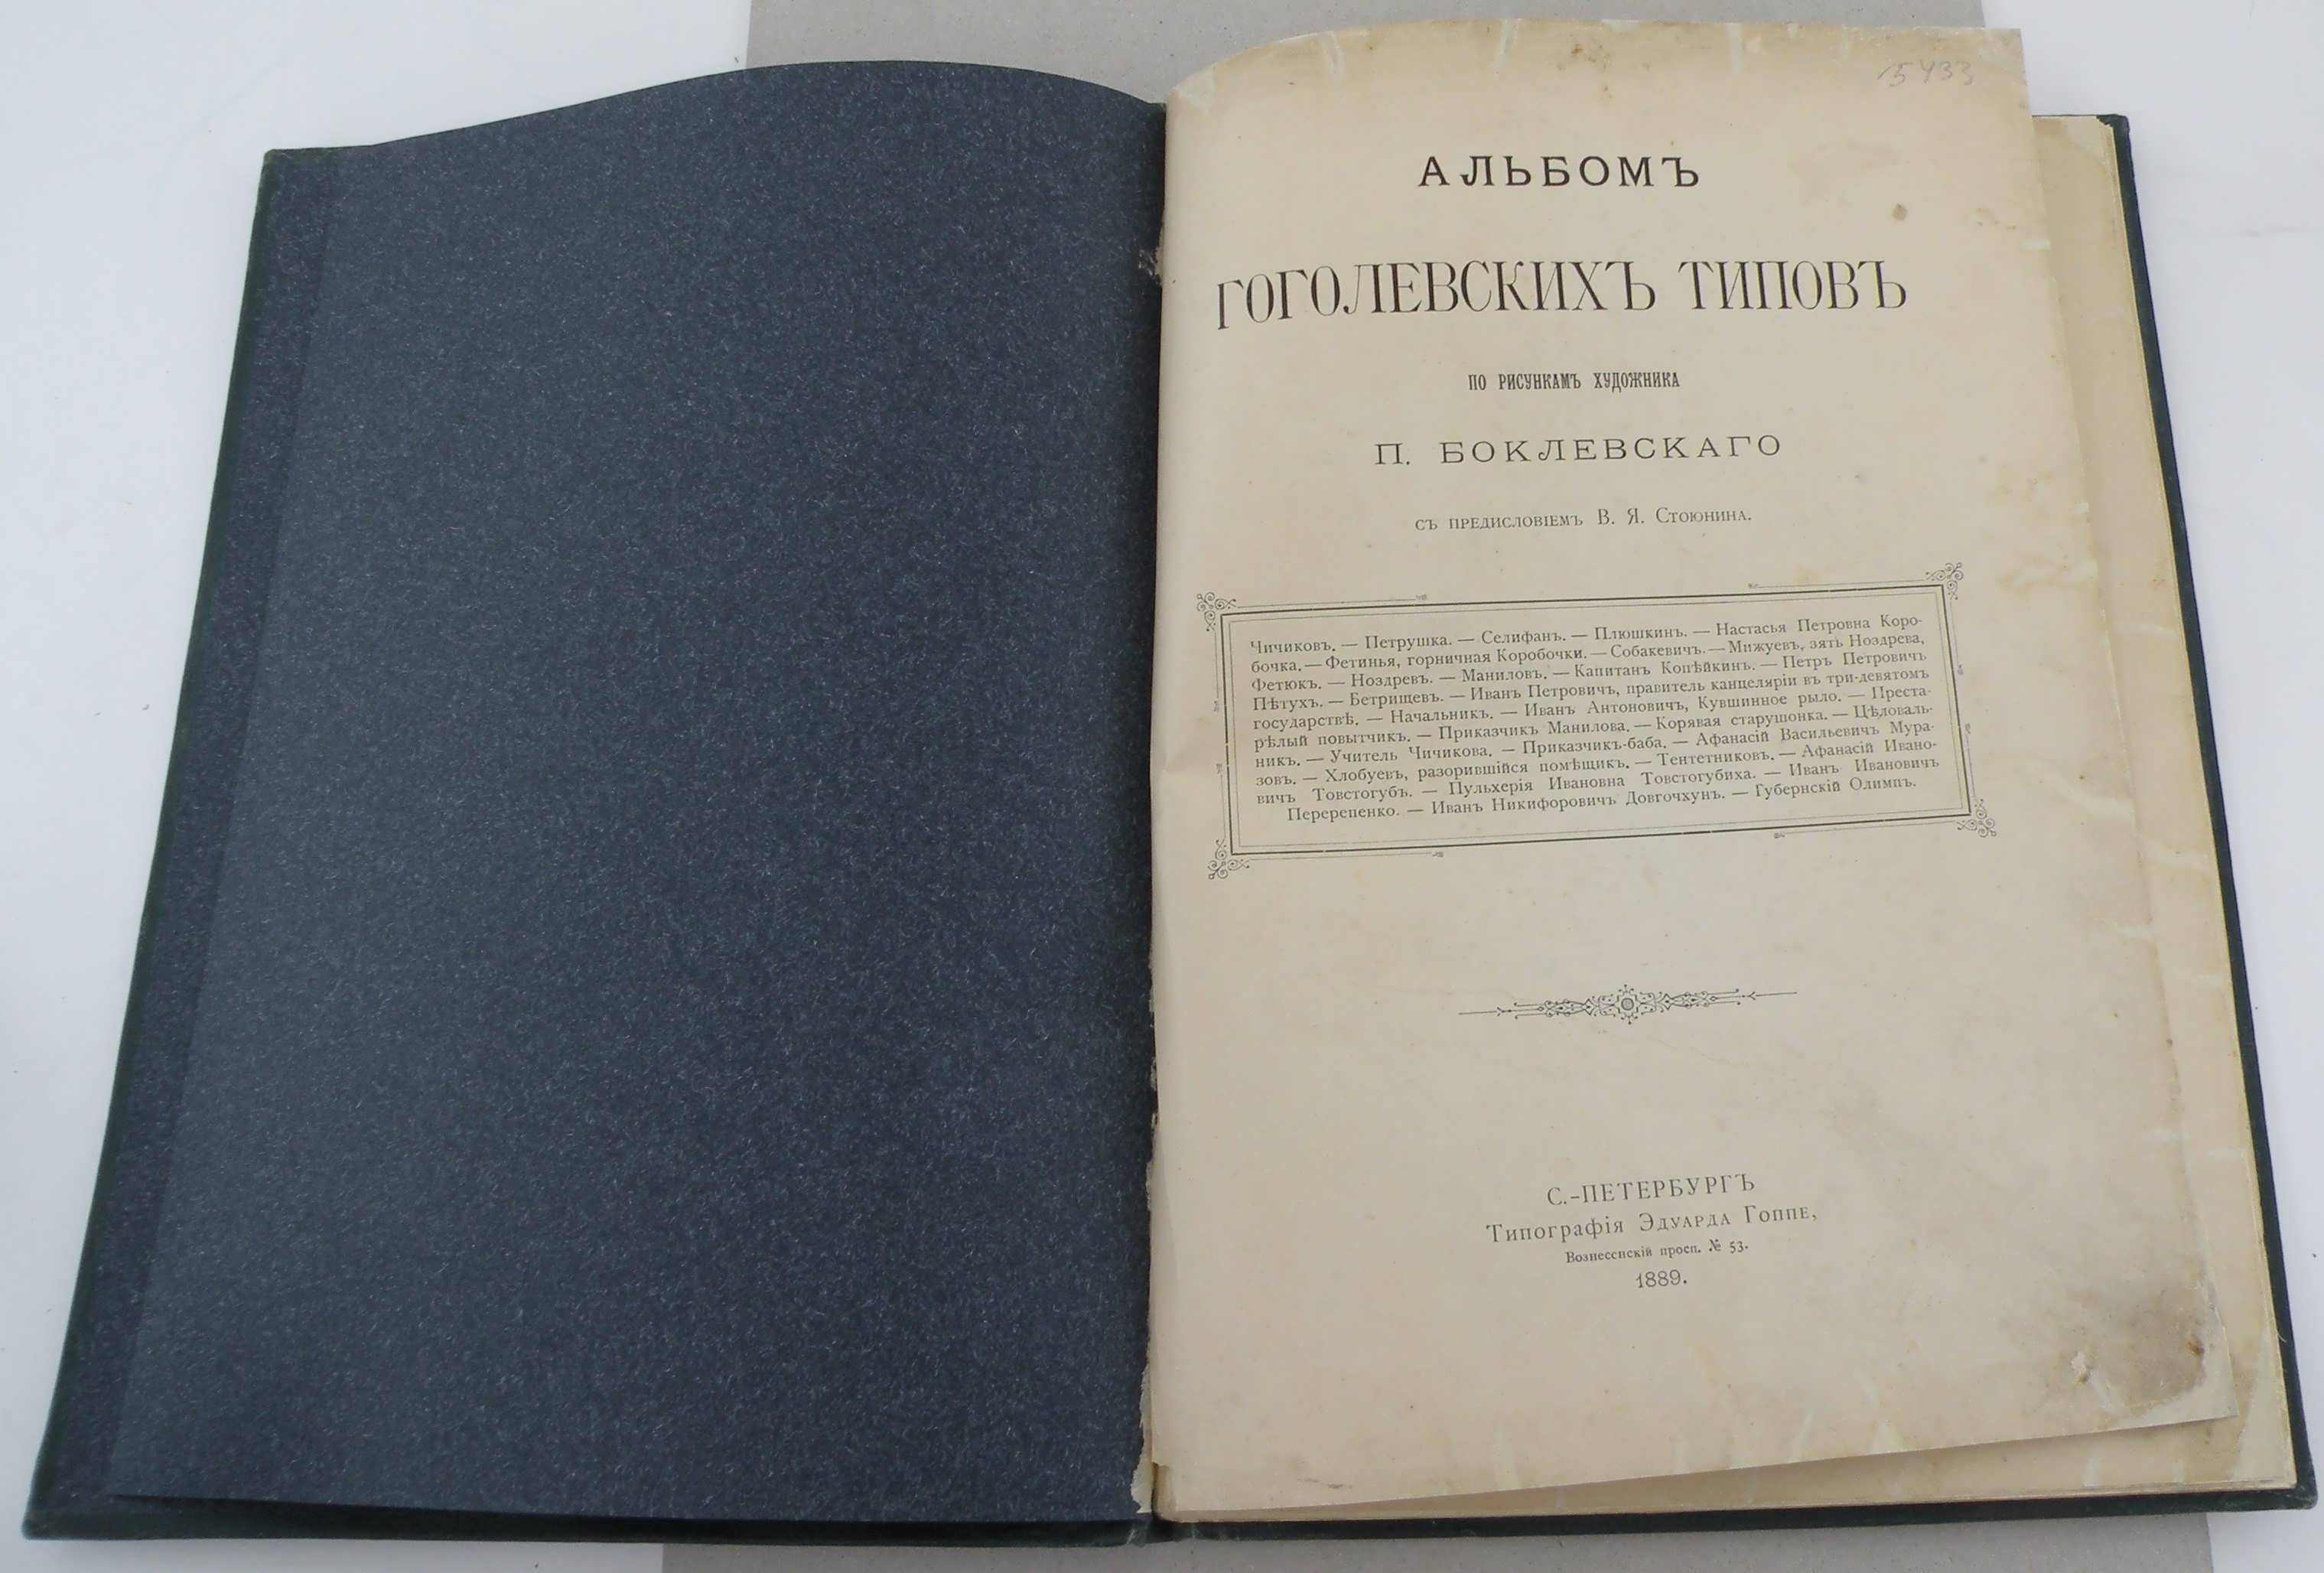 15433
АЛЬБОМЪ
ГОГОЛЕВСКИХЪ ТИПОВЪ
ПО РИСУНКАМЪ ХУДОЖНИКА
П. БОКЛЕВСКАГО
СЪ ПРЕДИСЛОВІЕМЪ В. Я. СТОЮНИНА.
Чичиковъ. — Петрушка. — Селифанъ. — Плюшкинъ. — Настасья Петровна Коро-
бочка. — Фетинья, горничная Коробочки. — Собакевичъ. — Мижуевъ, зять Ноздрева,
Фетюкъ. — Ноздревъ. — Маниловъ. — Капитанъ Копѣйкинъ. — Петръ Петровичъ
Пѣтухъ. — Бетрищевъ. — Иванъ Петровичъ, правитель канцеляріи въ три-девятомъ
государствѣ. — Начальникъ. — Иванъ Антоновичъ, Кувшинное рыло. — Преста-
рѣлый повытчикъ. — Приказчикъ Манилова. — Корявая старушонка. — Цѣловаль-
никъ. — Учитель Чичикова. — Приказчикъ-баба. — Афанасій Васильевичъ Мура-
зовъ. — Хлобуевъ, разорившійся помѣщикъ. — Тентетниковъ. — Афанасій Ивано-
вичъ Товстогубъ. — Пульхерія Ивановна Товстогубиха. — Иванъ Ивановичъ
Перерепенко. — Иванъ Никифоровичъ Довгочхунъ. — Губернскій Олимпъ.
С.-ПЕТЕРБУРГЪ
Типографія Эдуарда Гоппе,
Вознесенскій просп. № 53.
1889.